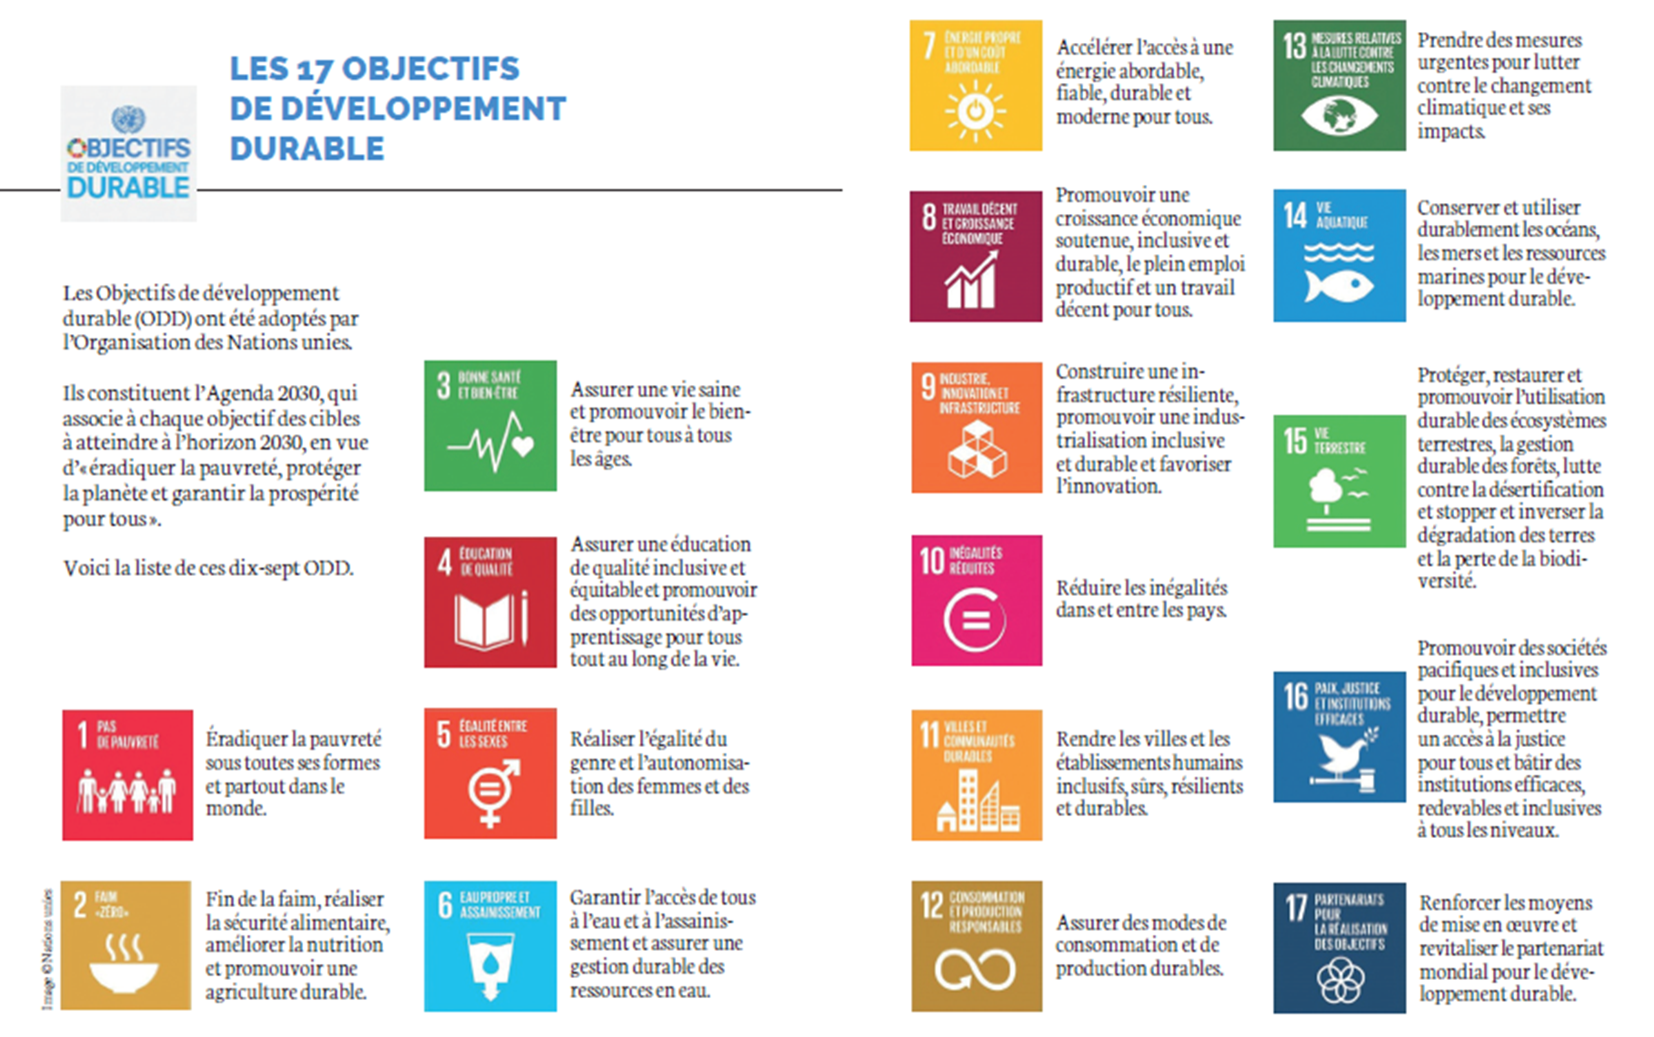 LES 17 OBJECTIFS
DE DÉVELOPPEMENT
DURABLE
OBJECTIFS
DE DÉVELOPPEMENT
DURABLE
Les Objectifs de développement
durable (ODD) ont été adoptés par
l’Organisation des Nations unies.
Ils constituent l’Agenda 2030, qui
associe à chaque objectif des cibles
à atteindre à l’horizon 2030, en vue
d’« éradiquer la pauvreté, protéger
la planète et garantir la prospérité
pour tous ».
Voici la liste de ces dix-sept ODD.
1 PAS
DE PAUVRETÉ
Éradiquer la pauvreté
sous toutes ses formes
et partout dans le
monde.
2 FAIM
«ZÉRO»
Fin de la faim, réaliser
la sécurité alimentaire,
améliorer la nutrition
et promouvoir une
agriculture durable.
Image © Nations unies
3 BONNE SANTÉ
ET BIEN-ÊTRE
Assurer une vie saine
et promouvoir le bien-
être pour tous à tous
les âges.
4 ÉDUCATION
DE QUALITÉ
Assurer une éducation
de qualité inclusive et
équitable et promouvoir
des opportunités d’ap-
prentissage pour tous
tout au long de la vie.
5 ÉGALITÉ ENTRE
LES SEXES
Réaliser l’égalité du
genre et l’autonomisa-
tion des femmes et des
filles.
6 EAU PROPRE ET
ASSAINISSEMENT
Garantir l’accès de tous
à l’eau et à l’assainis-
sement et assurer une
gestion durable des
ressources en eau.
7 ÉNERGIE PROPRE
ET D’UN COÛT
ABORDABLE
Accélérer l’accès à une
énergie abordable,
fiable, durable et
moderne pour tous.
8 TRAVAIL DÉCENT
ET CROISSANCE
ÉCONOMIQUE
Promouvoir une
croissance économique
soutenue, inclusive et
durable, le plein emploi
productif et un travail
décent pour tous.
9 INDUSTRIE,
INNOVATION ET
INFRASTRUCTURE
Construire une in-
frastructure résiliente,
promouvoir une indus-
trialisation inclusive
et durable et favoriser
l’innovation.
10 INÉGALITÉS
RÉDUITES
Réduire les inégalités
dans et entre les pays.
11 VILLES ET
COMMUNAUTÉS
DURABLES
Rendre les villes et les
établissements humains
inclusifs, sûrs, résilients
et durables.
12 CONSOMMATION
ET PRODUCTION
RESPONSABLES
Assurer des modes de
consommation et de
production durables.
13 MESURES RELATIVES
À LA LUTTE CONTRE
LES CHANGEMENTS
CLIMATIQUES
Prendre des mesures
urgentes pour lutter
contre le changement
climatique et ses
impacts.
14 VIE
AQUATIQUE
Conserver et utiliser
durablement les océans,
les mers et les ressources
marines pour le déve-
loppement durable.
15 VIE
TERRESTRE
Protéger, restaurer et
promouvoir l’utilisation
durable des écosystèmes
terrestres, la gestion
durable des forêts, lutte
contre la désertification
et stopper et inverser la
dégradation des terres
et la perte de la biodi-
versité.
16 PAIX, JUSTICE
ET INSTITUTIONS
EFFICACES
Promouvoir des sociétés
pacifiques et inclusives
pour le développement
durable, permettre
un accès à la justice
pour tous et bâtir des
institutions efficaces,
redevables et inclusives
à tous les niveaux.
17 PARTENARIATS
POUR
LA RÉALISATION
DES OBJECTIFS
Renforcer les moyens
de mise en œuvre et
revitaliser le partenariat
mondial pour le déve-
loppement durable.